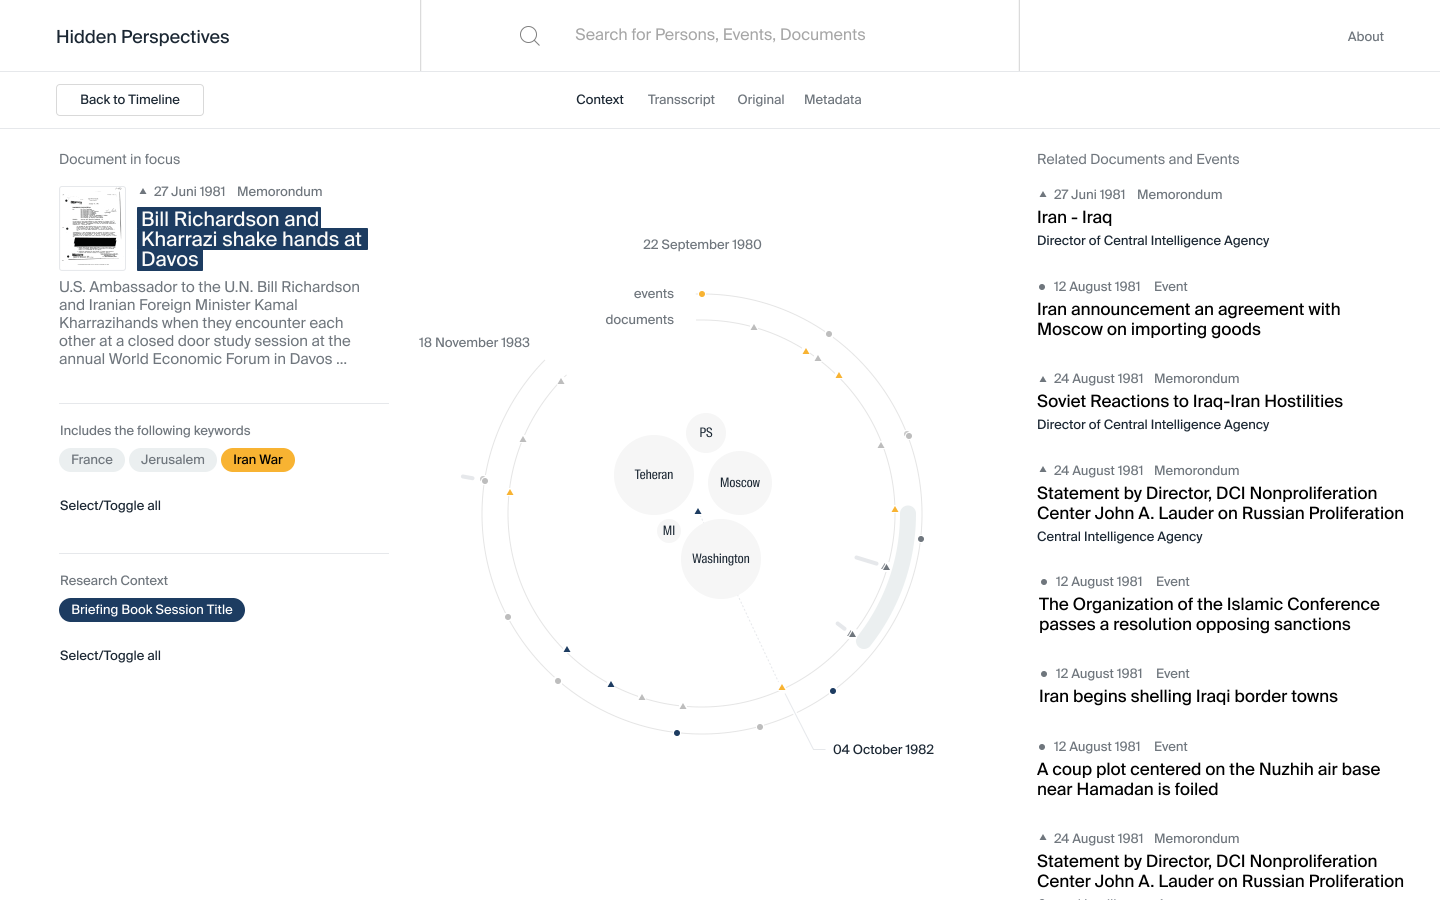 Hidden Perspectives
Search for Persons, Events, Documents
About
Back to Timeline
Context
Transscript
Original
Metadata
Document in focus
27 Juni 1981 Memorondum
Bill Richardson and
Kharrazi shake hands at
Davos
U.S. Ambassador to the U.N. Bill Richardson
and Iranian Foreign Minister Kamal
Kharrazihands when they encounter each
other at a closed door study session at the
annual World Economic Forum in Davos ...
Includes the following keywords
France
Jerusalem
Iran War
Select/Toggle all
Research Context
Briefing Book Session Title
Select/Toggle all
22 September 1980
events
documents
18 November 1983
PS
Teheran
Moscow
MI
Washington
04 October 1982
Related Documents and Events
27 Juni 1981 Memorondum
Iran - Iraq
Director of Central Intelligence Agency
12 August 1981 Event
Iran announcement an agreement with
Moscow on importing goods
24 August 1981 Memorondum
Soviet Reactions to Iraq-Iran Hostilities
Director of Central Intelligence Agency
24 August 1981 Memorondum
Statement by Director, DCI Nonproliferation
Center John A. Lauder on Russian Proliferation
Central Intelligence Agency
12 August 1981 Event
The Organization of the Islamic Conference
passes a resolution opposing sanctions
12 August 1981 Event
Iran begins shelling Iraqi border towns
12 August 1981 Event
A coup plot centered on the Nuzhih air base
near Hamadan is foiled
24 August 1981 Memorondum
Statement by Director, DCI Nonproliferation
Center John A. Lauder on Russian Proliferation